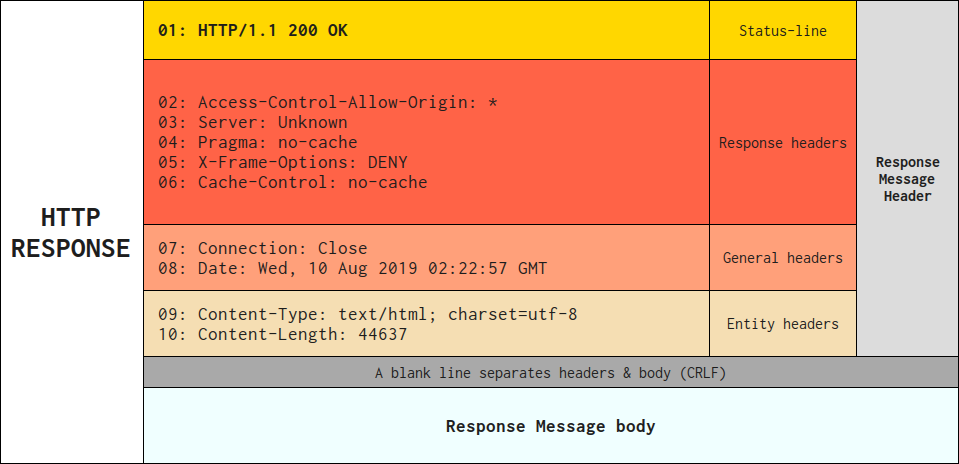 HTTP
RESPONSE
01: HTTP/1.1 200 OK
Status-line
02: Access-Control-Allow-Origin: *
03: Server: Unknown
04: Pragma: no-cache
05: X-Frame-Options: DENY
06: Cache-Control: no-cache
Response headers
07: Connection: Close
08: Date: Wed, 10 Aug 2019 02:22:57 GMT
General headers
09: Content-Type: text/html; charset=utf-8
10: Content-Length: 44637
Entity headers
Response
Message
Header
A blank line separates headers & body (CRLF)
Response Message body